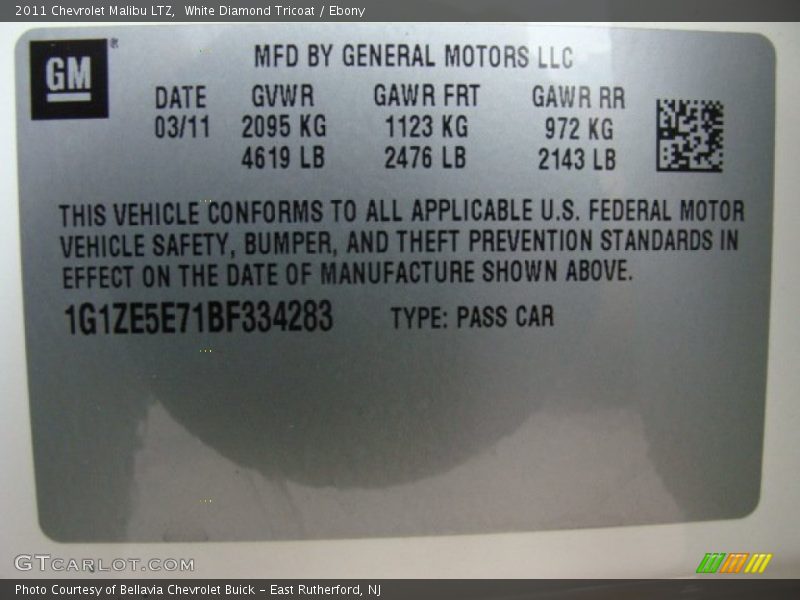 2011 Chevrolet Malibu LTZ,  White Diamond Tricoat / Ebony
GM®
MFD BY GENERAL MOTORS LLC
DATE GVWR GAWR FRT GAWR RR
03/11 2095 KG 1123 KG 972 KG
4619 LB 2476 LB 2143 LB
THIS VEHICLE CONFORMS TO ALL APPLICABLE U.S. FEDERAL MOTOR
VEHICLE SAFETY, BUMPER, AND THEFT PREVENTION STANDARDS IN
EFFECT ON THE DATE OF MANUFACTURE SHOWN ABOVE.
1G1ZE5E71BF334283 TYPE: PASS CAR
GTCARLOT.COM
Photo Courtesy of Bellavia Chevrolet Buick – East Rutherford, NJ